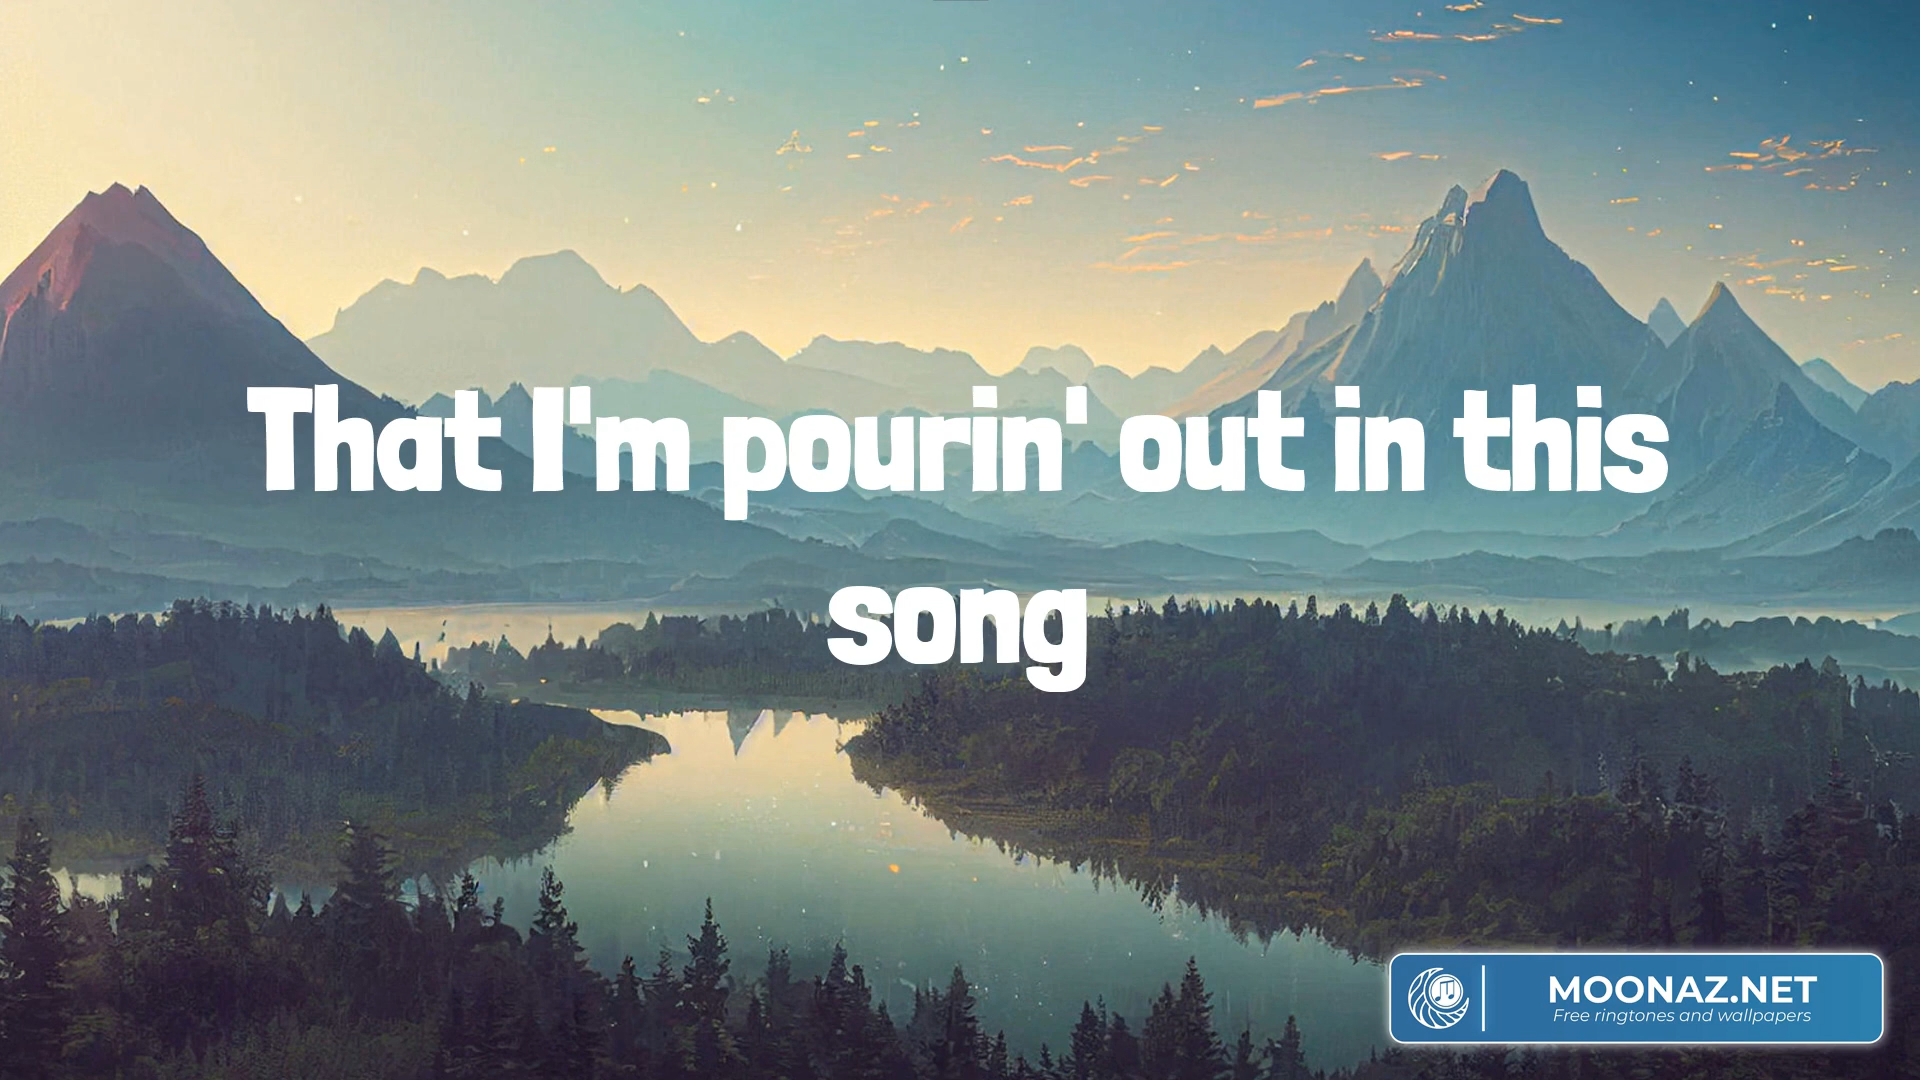 That I'm pourin' out in this
song
MOONAZ.NET
Free ringtones and wallpapers